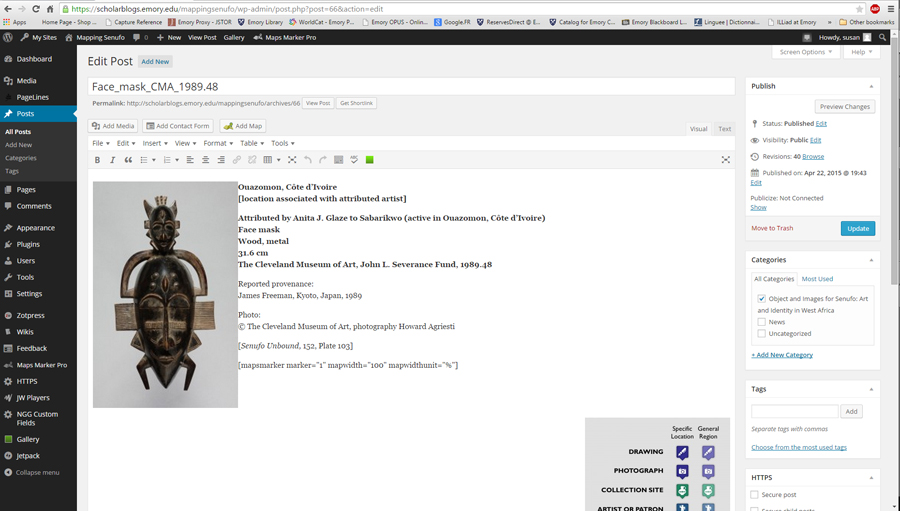 https://scholarblogs.emory.edu/mappingsenufo/wp-admin/post.php?post=66&action=edit
Apps
Shop - Periscope
Capture Reference
Emory Proxy - JSTOR
Emory Library
WorldCat - Emory P
Emory OPUS - Onlin
Google.FR
ReservesDirect @ E
Catalog for Emory C
Emory Blackboard L
Linguee | Dictionnai
ILLiad at Emory
Other bookmarks
My Sites
Mapping Senufo
0
New
View Post
Gallery
Maps Marker Pro
Howdy, susan
Dashboard
Media
PageLines
Posts
All Posts
Add New
Categories
Tags
Pages
Comments
Appearance
Plugins
Users
Tools
Settings
Zotpress
Wikis
Feedback
Maps Marker Pro
HTTPS
JW Players
NGG Custom
Fields
Gallery
Jetpack
Collapse menu
Screen Options
Help
Edit Post Add New
Face_mask_CMA_1989.48
Permalink: http://scholarblogs.emory.edu/mappingsenufo/archives/66 View Post Get Shortlink
Add Media Add Contact Form Add Map
Visual Text
File Edit Insert View Format Table Tools
B I
Ouazomon, Côte d'Ivoire
[location associated with attributed artist]
Attributed by Anita J. Glaze to Sabarikwo (active in Ouazomon, Côte d'Ivoire)
Face mask
Wood, metal
31.6 cm
The Cleveland Museum of Art, John L. Severance Fund, 1989.48
Reported provenance:
James Freeman, Kyoto, Japan, 1989
Photo:
© The Cleveland Museum of Art, photography Howard Agriesti
[Senufo Unbound, 152, Plate 103]
[mapsmarker marker="1" mapwidth="100" mapwidthunit="%"]
Specific General
Location Region
DRAWING
PHOTOGRAPH
COLLECTION SITE
ARTIST OR PATRON
Publish
Preview Changes
Status: Published Edit
Visibility: Public Edit
Revisions: 40 Browse
Published on: Apr 22, 2015 @ 19:43
Edit
Publicize: Not Connected
Show
Move to Trash Update
Categories
All Categories Most Used
Object and Images for Senufo: Art
and Identity in West Africa
News
Uncategorized
+ Add New Category
Tags
Add
Separate tags with commas
Choose from the most used tags
HTTPS
Secure post
Secure child posts